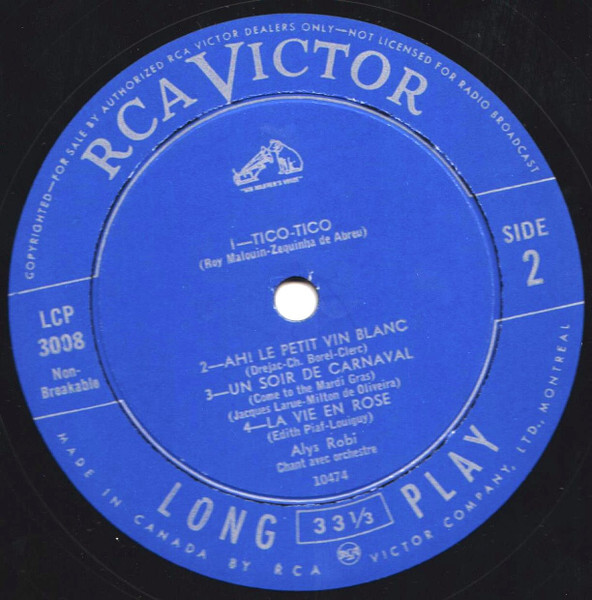 COPYRIGHTED—FOR SALE BY AUTHORIZED RCA VICTOR DEALERS ONLY—NOT LICENSED FOR RADIO BROADCAST
RCA VICTOR
"HIS MASTER'S VOICE"
1—TICO-TICO
(Roy Malouin-Zequinha de Abreu)
SIDE
2
LCP
3008
Non-
Breakable
2—AH! LE PETIT VIN BLANC
(Drejac-Ch. Borel-Clerc)
3—UN SOIR DE CARNAVAL
(Come to the Mardi Gras)
(Jacques Larue-Milton de Oliveira)
4—LA VIE EN ROSE
(Edith Piaf-Louiguy)
Alys Robi
Chant avec orchestre
10474
LONG 33 1/3 PLAY
MADE IN CANADA BY RCA RCA VICTOR COMPANY, LTD., MONTREAL